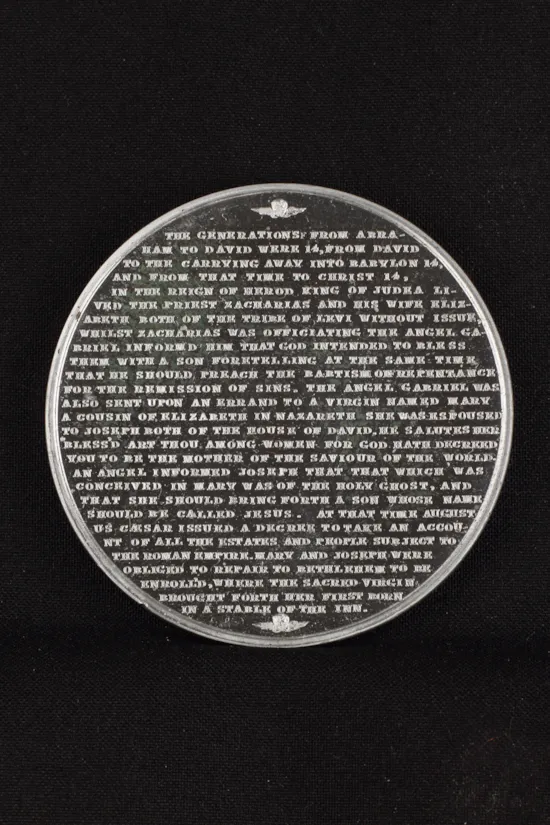 THE GENERATIONS, FROM ABRA-
HAM TO DAVID WERE 14, FROM DAVID
TO THE CARRYING AWAY INTO BABYLON 14,
AND FROM THAT TIME TO CHRIST 14,
IN THE REIGN OF HEROD KING OF JUDEA LI-
VED THE PRIEST ZACHARIAS AND HIS WIFE ELIZ-
ABETH BOTH OF THE TRIBE OF LEVI WITHOUT ISSUE,
WHILST ZACHARIAS WAS OFFICIATING THE ANGEL GA-
BRIEL INFORM'D HIM THAT GOD INTENDED TO BLESS
THEM WITH A SON FORETELLING AT THE SAME TIME
THAT HE SHOULD PREACH THE BAPTISM ON REPENTANCE
FOR THE REMISSION OF SINS. THE ANGEL GABRIEL WAS
ALSO SENT UPON AN ERRAND TO A VIRGIN NAMED MARY
A COUSIN OF ELIZABETH IN NAZARETH SHE WAS ESPOUSED
TO JOSEPH BOTH OF THE HOUSE OF DAVID, HE SALUTES HER
BLESS'D ART THOU AMONG WOMEN FOR GOD HATH DECREED
YOU TO BE THE MOTHER OF THE SAVIOUR OF THE WORLD.
AN ANGEL INFORMED JOSEPH THAT THAT WHICH WAS
CONCEIVED IN MARY WAS OF THE HOLY GHOST, AND
THAT SHE SHOULD BRING FORTH A SON WHOSE NAME
SHOULD BE CALLED JESUS. AT THAT TIME AUGUST
US CÆSAR ISSUED A DECREE TO TAKE AN ACCOU-
NT OF ALL THE ESTATES AND PEOPLE SUBJECT TO
THE ROMAN EMPIRE. MARY AND JOSEPH WERE
OBLIGED TO REPAIR TO BETHLEHEM TO BE
ENROLL'D, WHERE THE SACRED VIRGIN
BROUGHT FORTH HER FIRST BORN
IN A STABLE OF THE INN.